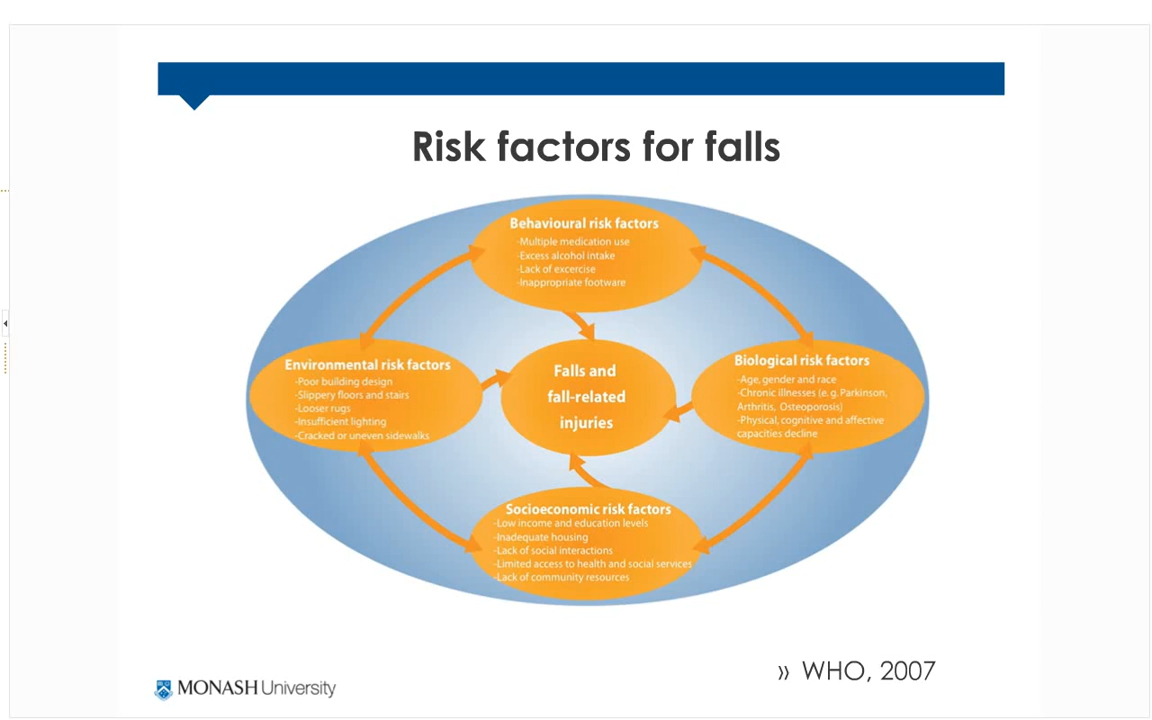 Risk factors for falls
Behavioural risk factors
-Multiple medication use
-Excess alcohol intake
-Lack of excercise
-Inappropriate footware
Environmental risk factors
-Poor building design
-Slippery floors and stairs
-Looser rugs
-Insufficient lighting
-Cracked or uneven sidewalks
Falls and
fall-related
injuries
Biological risk factors
-Age, gender and race
-Chronic illnesses (e. g. Parkinson,
Arthritis, Osteoporosis)
-Physical, cognitive and affective
capacities decline
Socioeconomic risk factors
-Low income and education levels
-Inadequate housing
-Lack of social interactions
-Limited access to health and social services
-Lack of community resources
» WHO, 2007
MONASH University